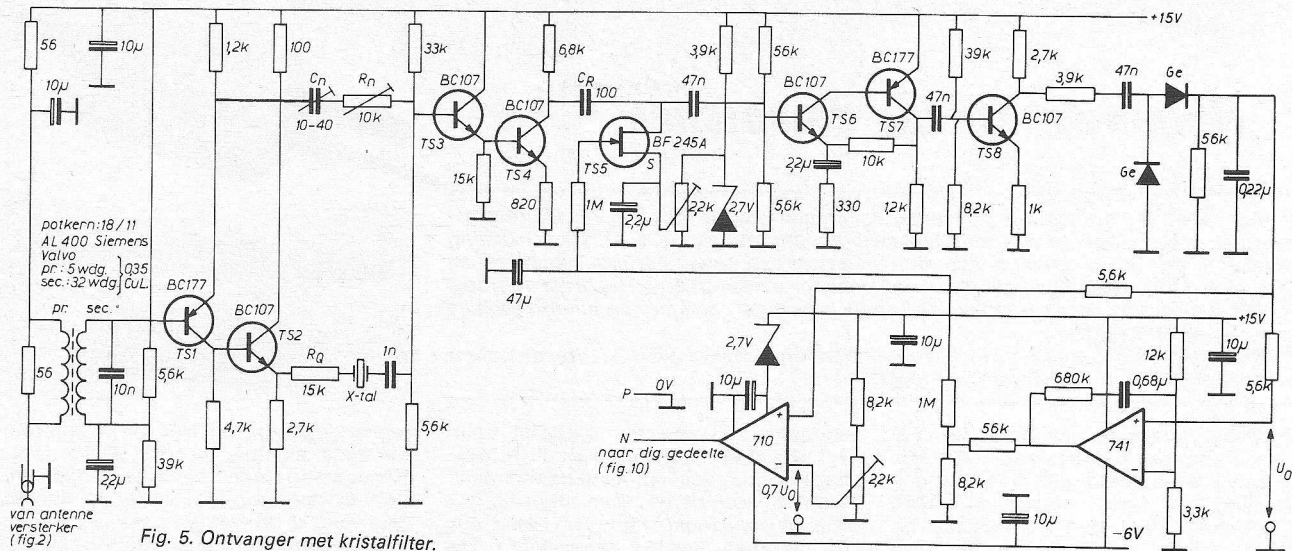 +15V
56
10µ
10µ
1,2k
100
Cn
10-40
Rn
10k
33k
BC107
TS3
15k
6,8k
BC107
TS4
820
CR
100
TS5
BF245A
S
1M
2,2µ
47n
3,9k
2,2k
2,7V
56k
5,6k
BC107
TS6
2,2µ
330
10k
BC177
TS7
1,2k
47n
39k
8,2k
2,7k
BC107
TS8
1k
3,9k
47n
Ge
Ge
56k
0,22µ
potkern: 18/11
AL 400 Siemens
Valvo
pr.: 5 wdg.
sec.: 32 wdg.
0,35
CuL
pr.
sec.
56
10n
5,6k
39k
22µ
BC177
TS1
BC107
TS2
4,7k
2,7k
RQ
15k
X-tal
1n
5,6k
47µ
5,6k
+15V
2,7V
10µ
P
0V
N
naar dig. gedeelte
(fig.10)
710
+
-
0,7 U0
8,2k
2,2k
10µ
1M
8,2k
56k
680k
0,68µ
741
+
-
12k
3,3k
10µ
5,6k
U0
10µ
-6V
van antenne
versterker
(fig.2)
Fig. 5. Ontvanger met kristalfilter.